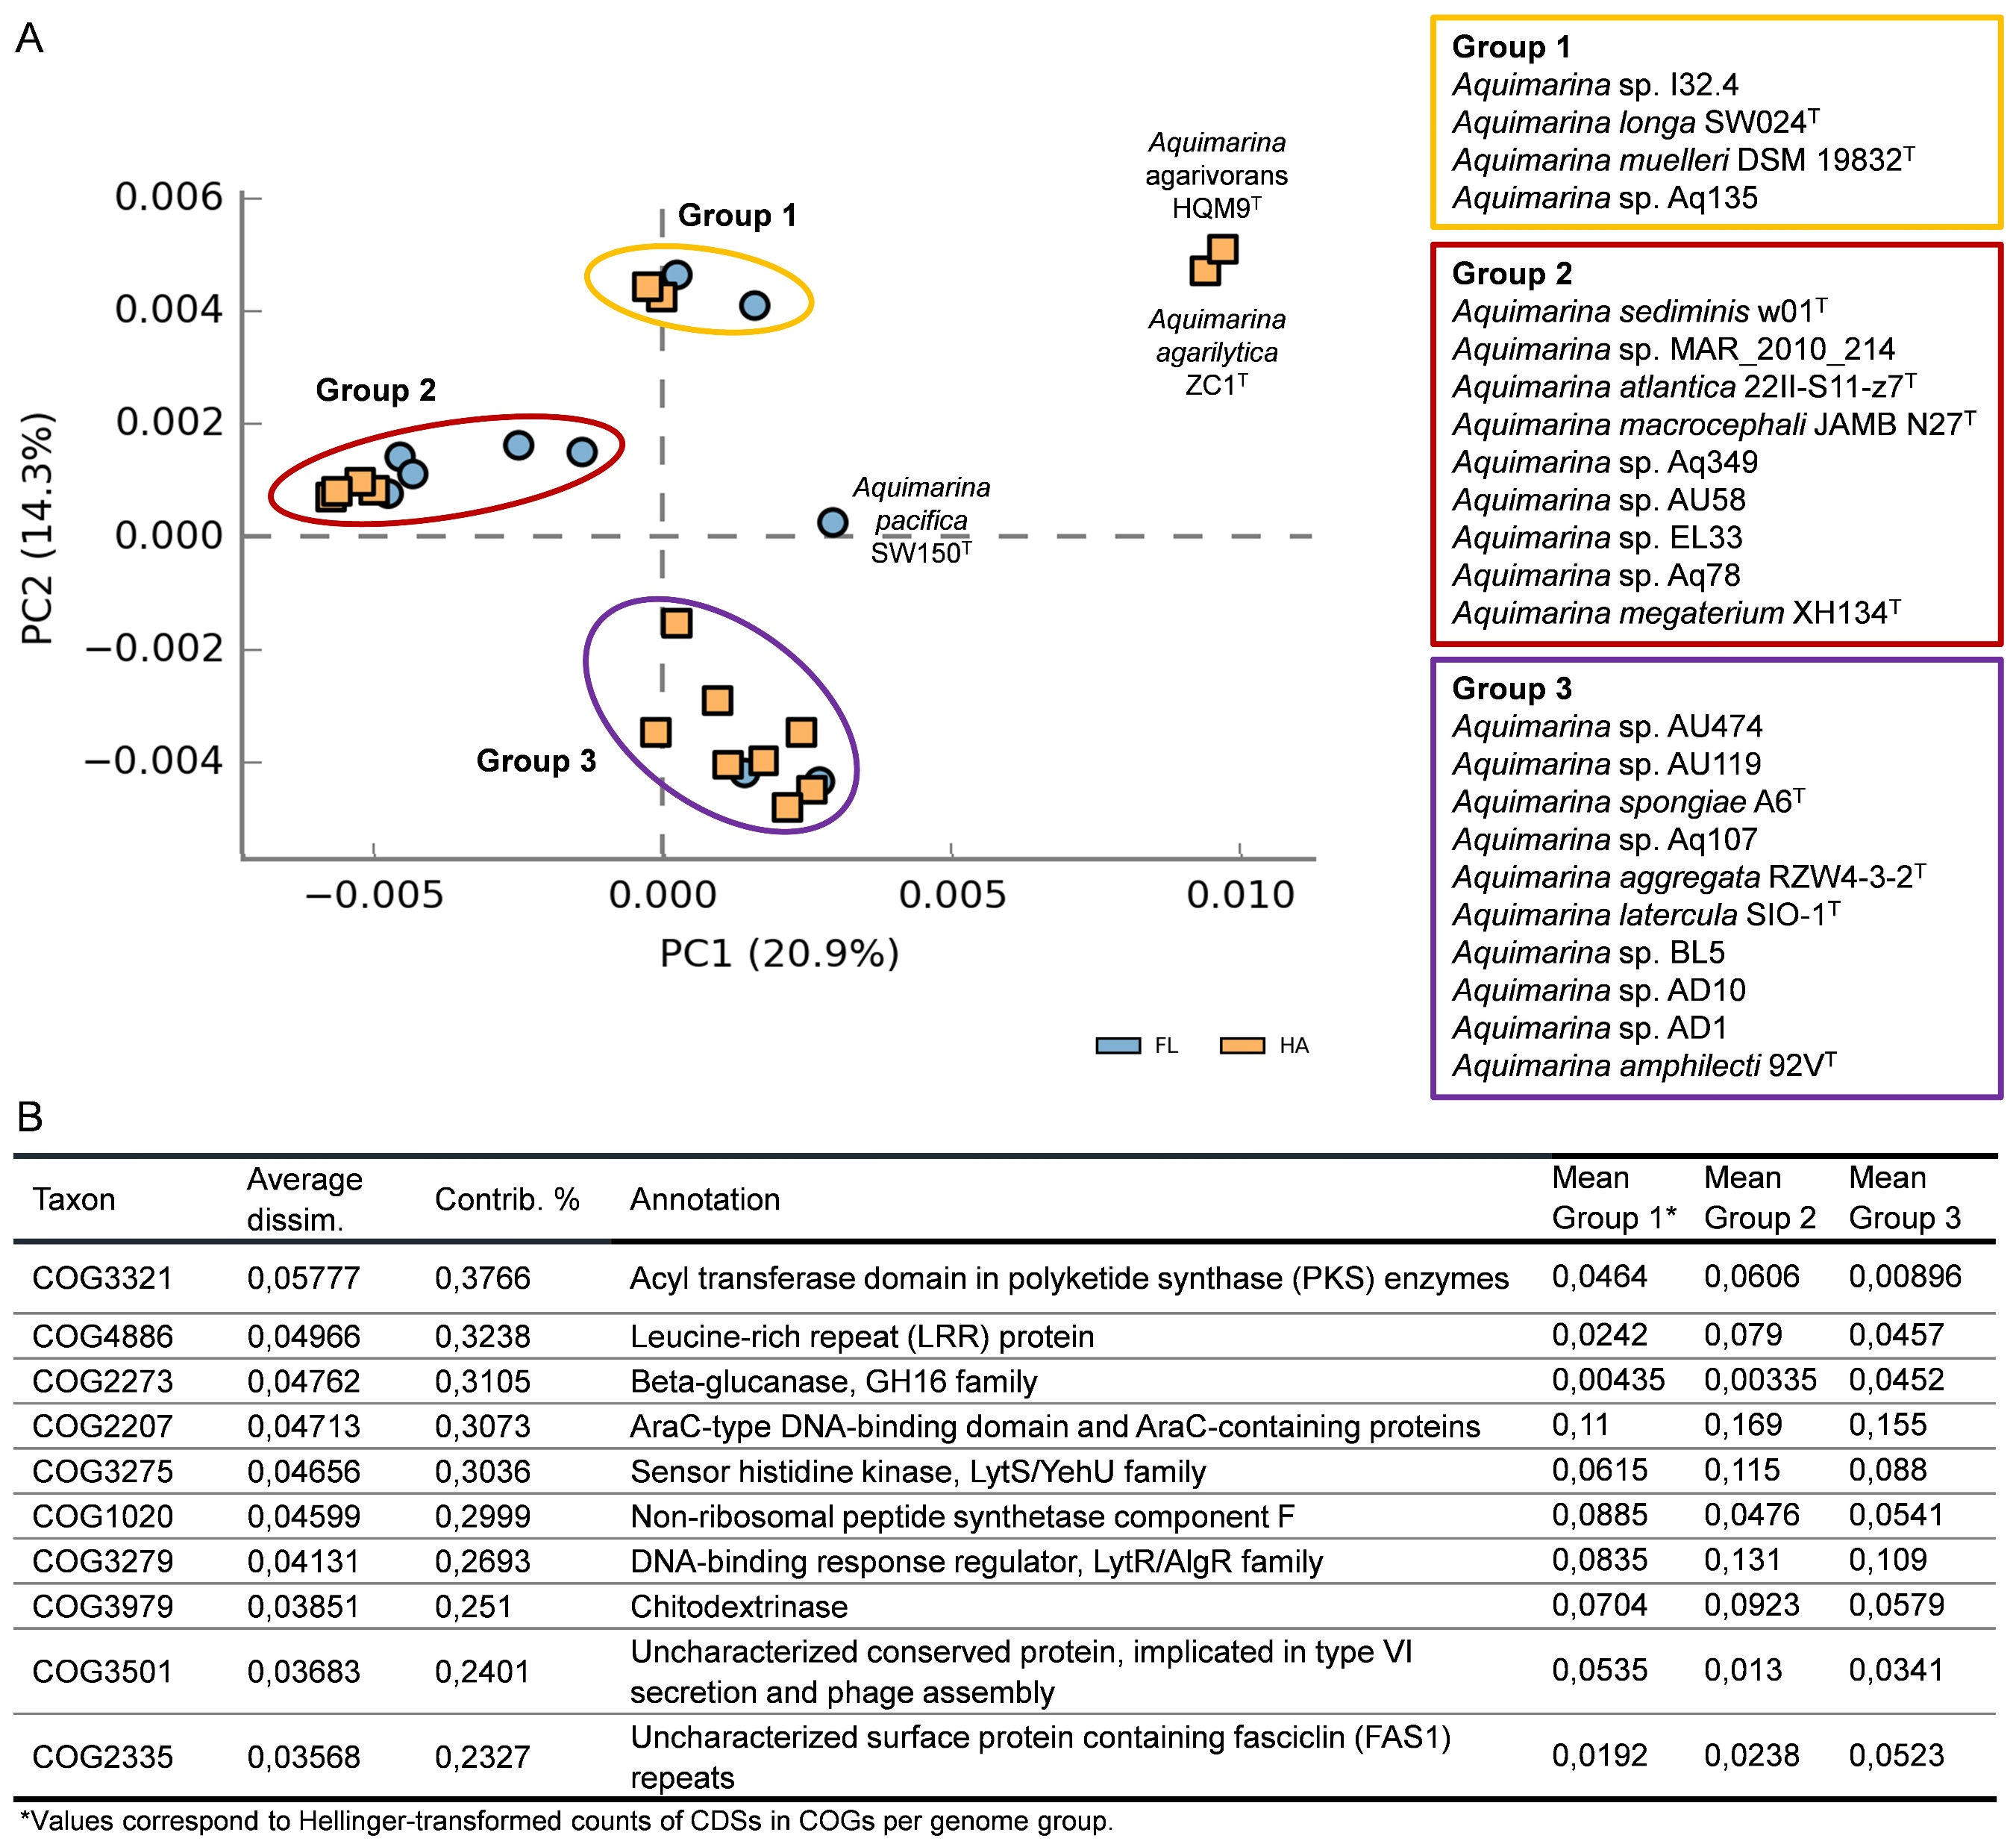 A
Group 1
Aquimarina sp. I32.4
Aquimarina longa SW024ᵀ
Aquimarina muelleri DSM 19832ᵀ
Aquimarina sp. Aq135
Group 2
Aquimarina sediminis w01ᵀ
Aquimarina sp. MAR_2010_214
Aquimarina atlantica 22II-S11-z7ᵀ
Aquimarina macrocephali JAMB N27ᵀ
Aquimarina sp. Aq349
Aquimarina sp. AU58
Aquimarina sp. EL33
Aquimarina sp. Aq78
Aquimarina megaterium XH134ᵀ
Group 3
Aquimarina sp. AU474
Aquimarina sp. AU119
Aquimarina spongiae A6ᵀ
Aquimarina sp. Aq107
Aquimarina aggregata RZW4-3-2ᵀ
Aquimarina latercula SIO-1ᵀ
Aquimarina sp. BL5
Aquimarina sp. AD10
Aquimarina sp. AD1
Aquimarina amphilecti 92Vᵀ
PC2 (14.3%)
0.006
0.004
0.002
0.000
−0.002
−0.004
Group 1
Group 2
Group 3
Aquimarina
agarivorans
HQM9ᵀ
Aquimarina
agarilytica
ZC1ᵀ
Aquimarina
pacifica
SW150ᵀ
−0.005 0.000 0.005 0.010
PC1 (20.9%)
FL HA
B
Taxon Average dissim. Contrib. % Annotation Mean Group 1* Mean Group 2 Mean Group 3
COG3321 0,05777 0,3766 Acyl transferase domain in polyketide synthase (PKS) enzymes 0,0464 0,0606 0,00896
COG4886 0,04966 0,3238 Leucine-rich repeat (LRR) protein 0,0242 0,079 0,0457
COG2273 0,04762 0,3105 Beta-glucanase, GH16 family 0,00435 0,00335 0,0452
COG2207 0,04713 0,3073 AraC-type DNA-binding domain and AraC-containing proteins 0,11 0,169 0,155
COG3275 0,04656 0,3036 Sensor histidine kinase, LytS/YehU family 0,0615 0,115 0,088
COG1020 0,04599 0,2999 Non-ribosomal peptide synthetase component F 0,0885 0,0476 0,0541
COG3279 0,04131 0,2693 DNA-binding response regulator, LytR/AlgR family 0,0835 0,131 0,109
COG3979 0,03851 0,251 Chitodextrinase 0,0704 0,0923 0,0579
COG3501 0,03683 0,2401 Uncharacterized conserved protein, implicated in type VI
secretion and phage assembly 0,0535 0,013 0,0341
COG2335 0,03568 0,2327 Uncharacterized surface protein containing fasciclin (FAS1)
repeats 0,0192 0,0238 0,0523
*Values correspond to Hellinger-transformed counts of CDSs in COGs per genome group.